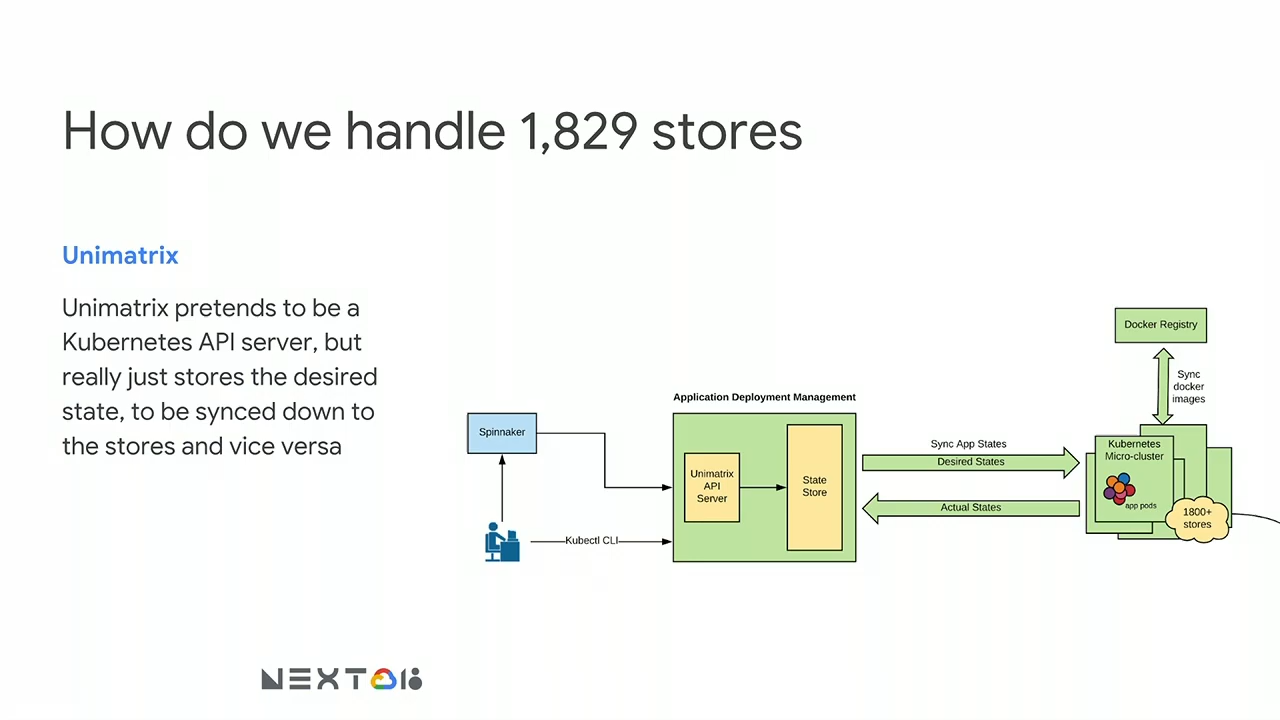 How do we handle 1,829 stores
Unimatrix
Unimatrix pretends to be a
Kubernetes API server, but
really just stores the desired
state, to be synced down to
the stores and vice versa
Spinnaker
Kubectl CLI
Application Deployment Management
Unimatrix
API
Server
State
Store
Sync App States
Desired States
Actual States
Docker Registry
Sync
docker
images
Kubernetes
Micro-cluster
app pods
1800+
stores
NEXT 18